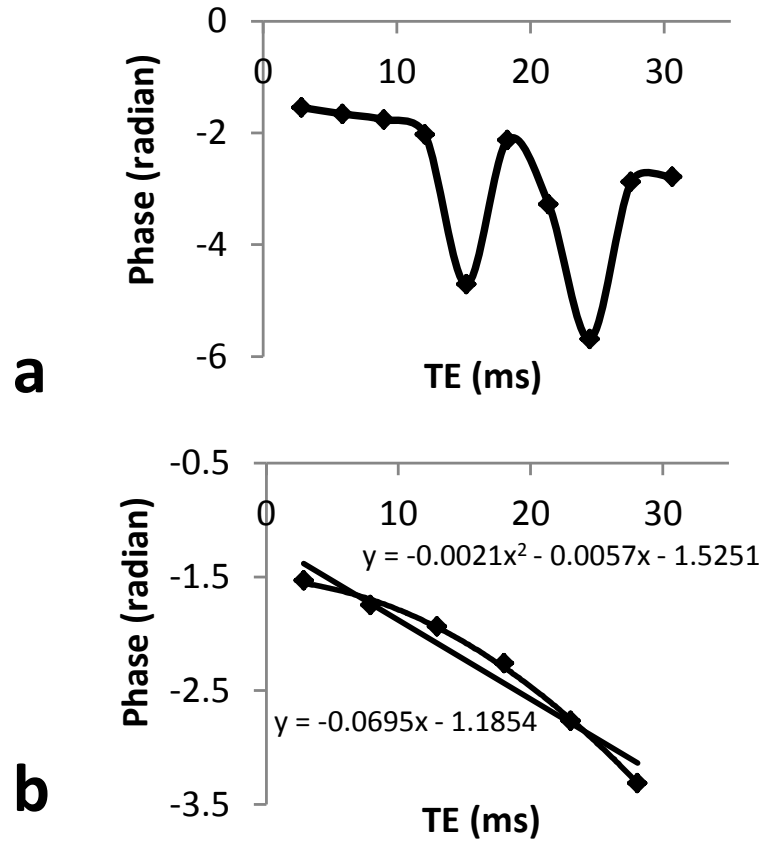 0
0
10
20
30
-2
-4
-6
Phase (radian)
TE (ms)
a
-0.5
0
10
20
30
y = -0.0021x² - 0.0057x - 1.5251
-1.5
-2.5
y = -0.0695x - 1.1854
-3.5
Phase (radian)
TE (ms)
b